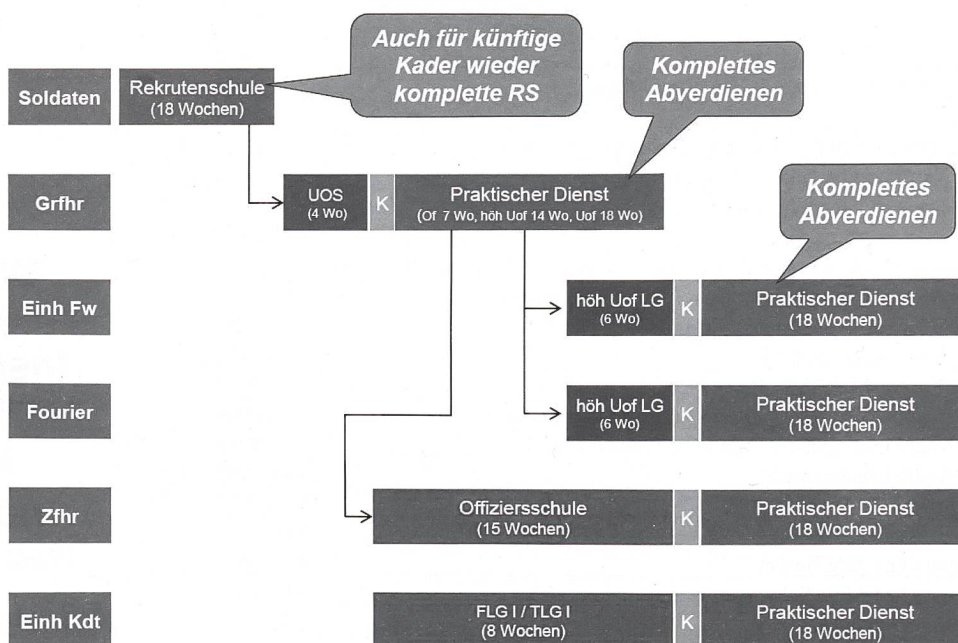 Auch für künftige
Kader wieder
komplette RS
Komplettes
Abverdienen
Soldaten
Rekrutenschule
(18 Wochen)
Grfhr
UOS
(4 Wo)
K
Praktischer Dienst
(Of 7 Wo, höh Uof 14 Wo, Uof 18 Wo)
Komplettes
Abverdienen
Einh Fw
höh Uof LG
(6 Wo)
K
Praktischer Dienst
(18 Wochen)
Fourier
höh Uof LG
(6 Wo)
K
Praktischer Dienst
(18 Wochen)
Zfhr
Offiziersschule
(15 Wochen)
K
Praktischer Dienst
(18 Wochen)
Einh Kdt
FLG I / TLG I
(8 Wochen)
K
Praktischer Dienst
(18 Wochen)